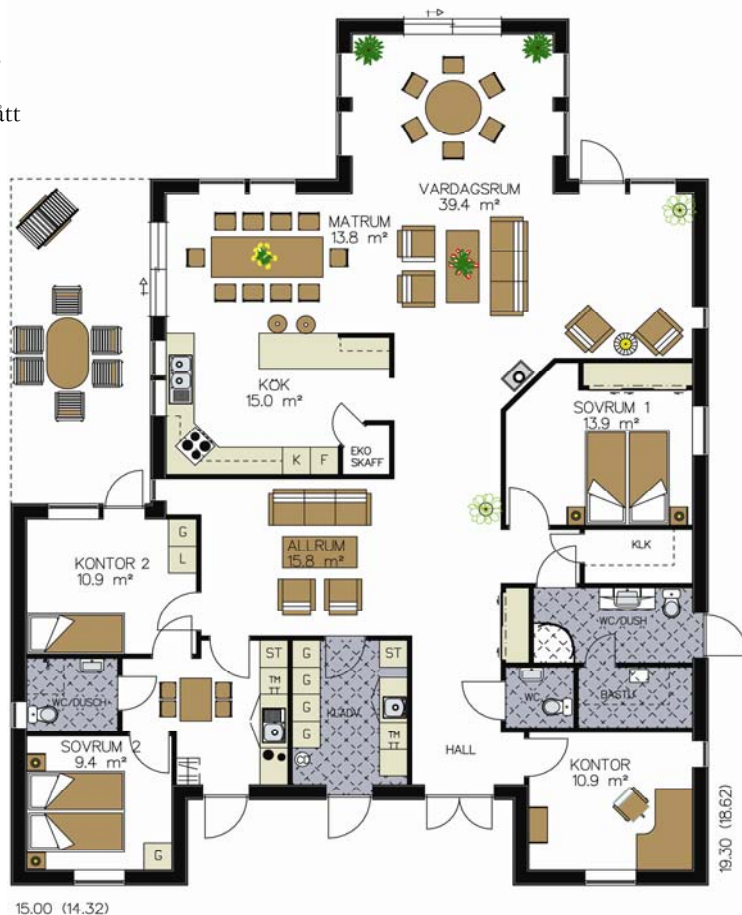 ått
VARDAGSRUM
39.4 m²
MATRUM
13.8 m²
KÖK
15.0 m²
SOVRUM 1
13.9 m²
K F
EKO
SKAFF
G
L
KONTOR 2
10.9 m²
ALLRUM
15.8 m²
KLK
WC/DUSH
ST
TM
TT
G
G
G
G
ST
TM
TT
KLÄDV
WC/DUSCH
WC
BASTU
HALL
SOVRUM 2
9.4 m²
G
KONTOR
10.9 m²
19.30 (18.62)
15.00 (14.32)